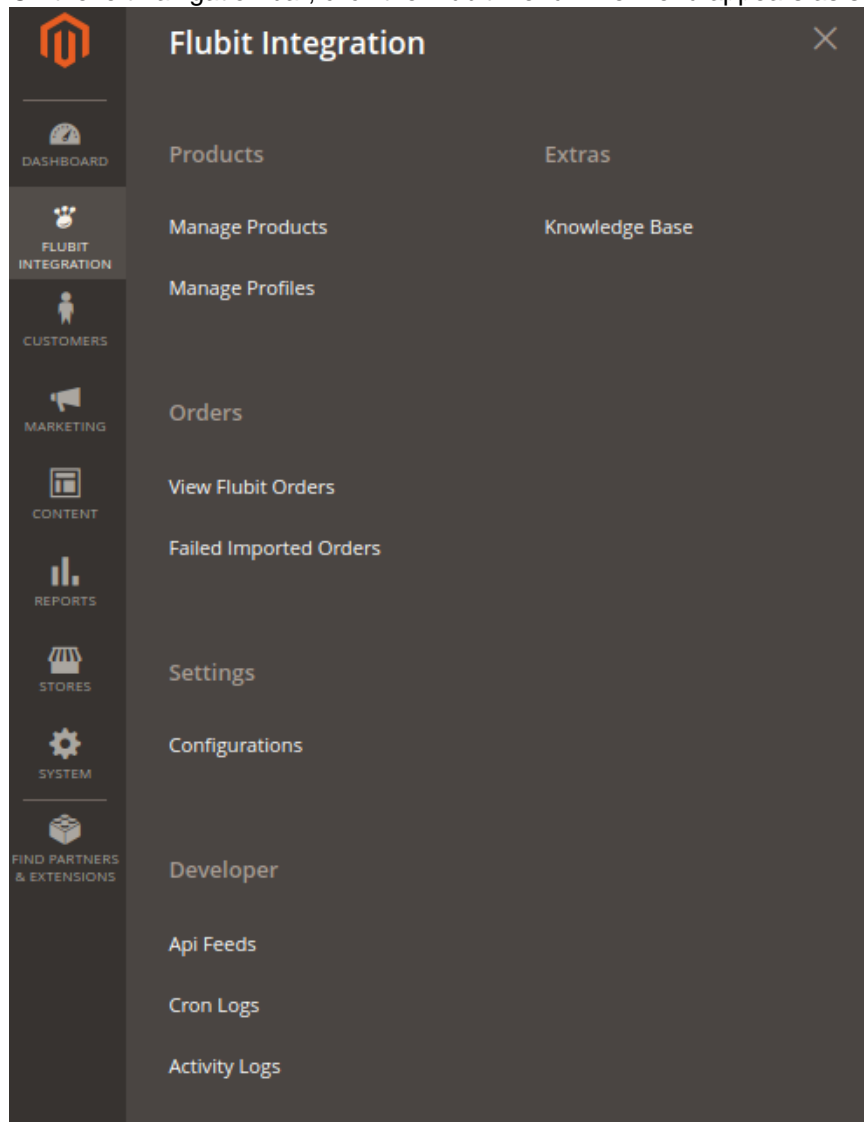 Flubit Integration
DASHBOARD
FLUBIT
INTEGRATION
CUSTOMERS
MARKETING
CONTENT
REPORTS
STORES
SYSTEM
FIND PARTNERS
& EXTENSIONS
Products
Manage Products
Manage Profiles
Orders
View Flubit Orders
Failed Imported Orders
Settings
Configurations
Developer
Api Feeds
Cron Logs
Activity Logs
Extras
Knowledge Base